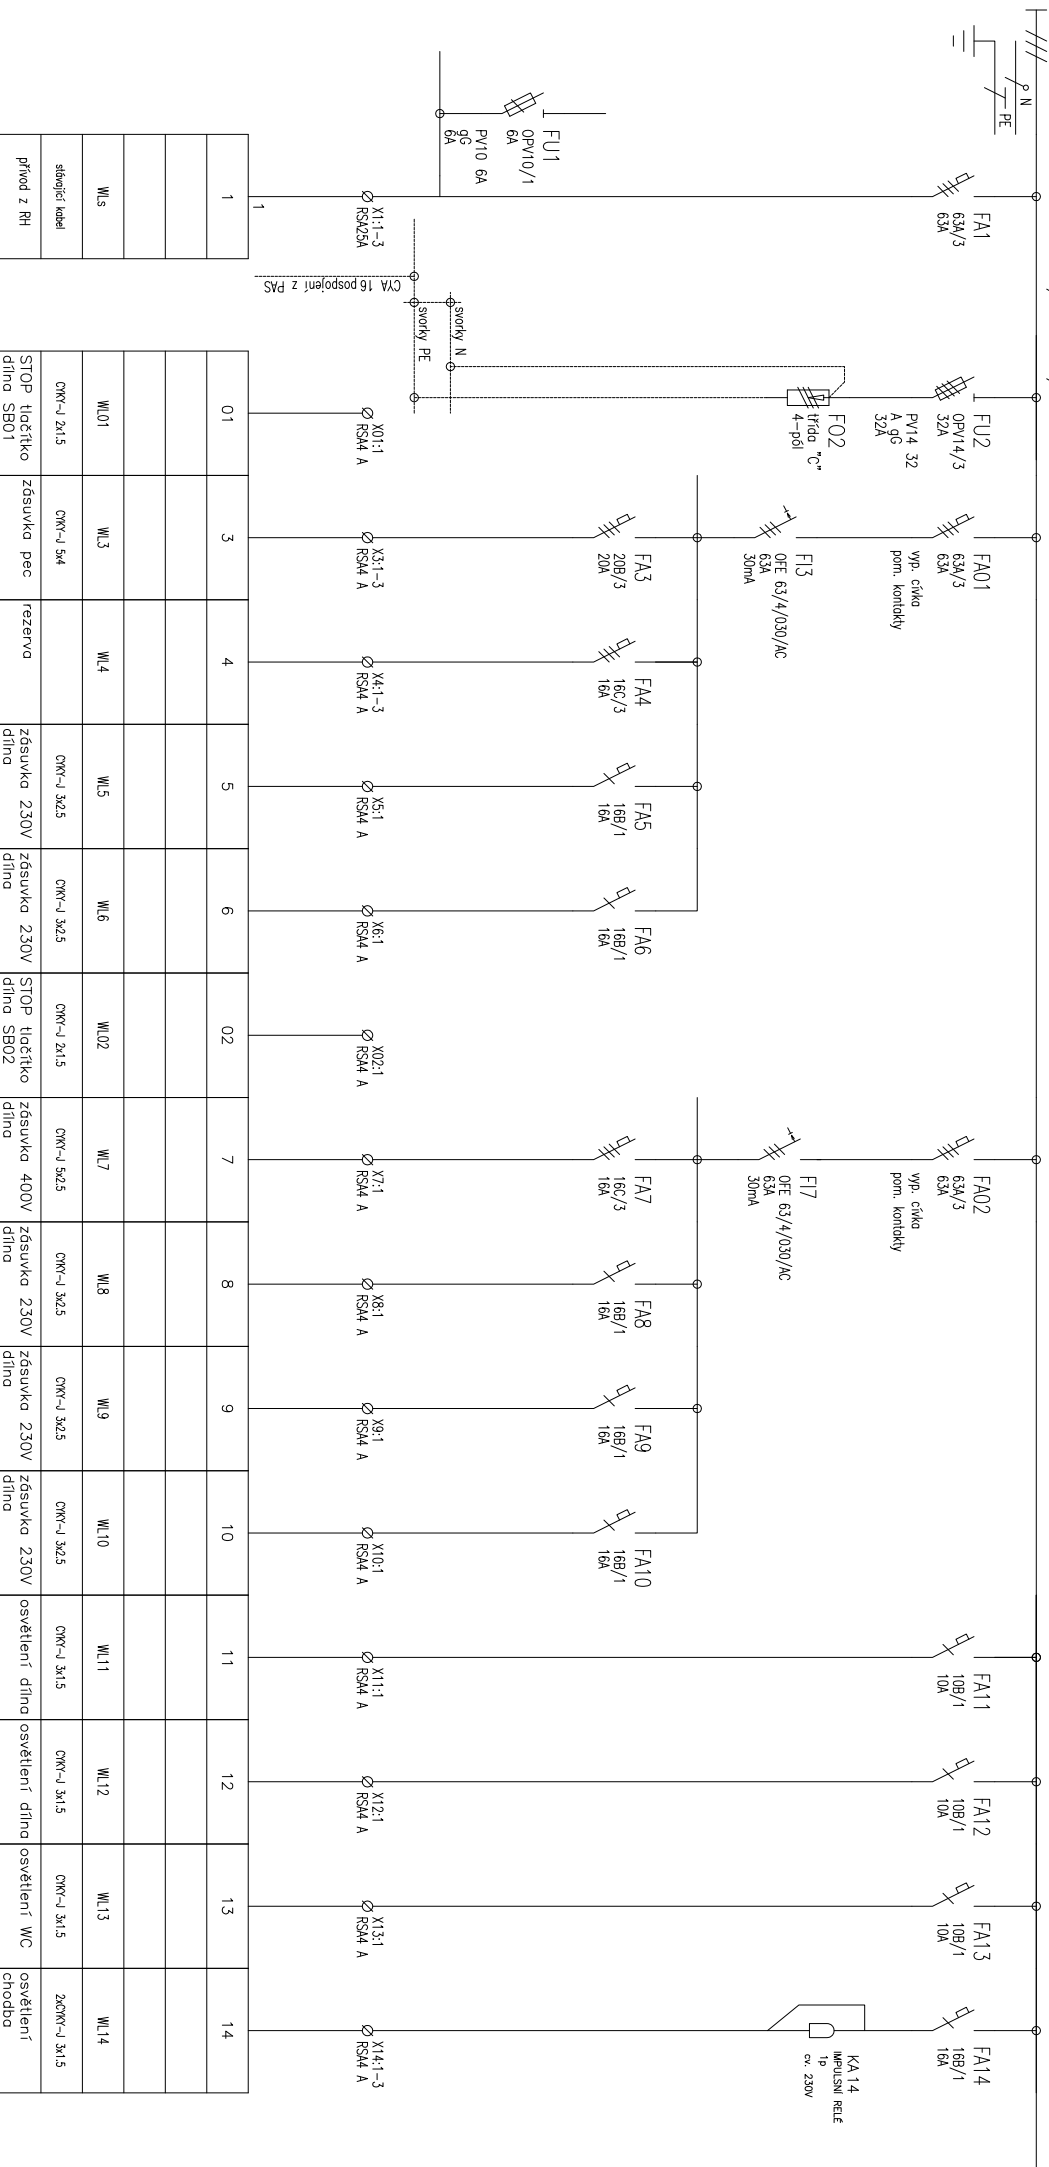 N
PE
FA1
63A/3
63A
FU1
OPV10/1
6A
PV10 6A
gG
6A
X1:1-3
RSA25A
1
CYA 16 pospojení z PAS
svorky N
svorky PE
FU2
OPV14/3
32A
PV14 32
A gG
32A
FO2
třída "C"
4-pól
FA01
63A/3
63A
vyp. cívka
pom. kontakty
FI3
OFE 63/4/030/AC
63A
30mA
FA02
63A/3
63A
vyp. cívka
pom. kontakty
FI7
OFE 63/4/030/AC
63A
30mA
FA11
10B/1
10A
FA12
10B/1
10A
FA13
10B/1
10A
FA14
16B/1
16A
KA14
IMPULSNÍ RELÉ
1p
cv. 230V
FA3
20B/3
20A
FA4
16C/3
16A
FA5
16B/1
16A
FA6
16B/1
16A
FA7
16C/3
16A
FA8
16B/1
16A
FA9
16B/1
16A
FA10
16B/1
16A
X01:1
RSA4 A
X3:1-3
RSA4 A
X4:1-3
RSA4 A
X5:1
RSA4 A
X6:1
RSA4 A
X02:1
RSA4 A
X7:1
RSA4 A
X8:1
RSA4 A
X9:1
RSA4 A
X10:1
RSA4 A
X11:1
RSA4 A
X12:1
RSA4 A
X13:1
RSA4 A
X14:1-3
RSA4 A
1 01 3 4 5 6 02 7 8 9 10 11 12 13 14
WLs WL01 WL3 WL4 WL5 WL6 WL02 WL7 WL8 WL9 WL10 WL11 WL12 WL13 WL14
stávající kabel CYKY-J 2x1.5 CYKY-J 5x4 CYKY-J 3x2.5 CYKY-J 3x2.5 CYKY-J 2x1.5 CYKY-J 5x2.5 CYKY-J 3x2.5 CYKY-J 3x2.5 CYKY-J 3x2.5 CYKY-J 3x1.5 CYKY-J 3x1.5 CYKY-J 3x1.5 2xCYKY-J 3x1.5
přívod z RH
STOP tlačítko
dílna SB01
zásuvka pec
rezerva
zásuvka 230V
dílna
zásuvka 230V
dílna
STOP tlačítko
dílna SB02
zásuvka 400V
dílna
zásuvka 230V
dílna
zásuvka 230V
dílna
zásuvka 230V
dílna
osvětlení dílna
osvětlení dílna
osvětlení WC
osvětlení
chodba